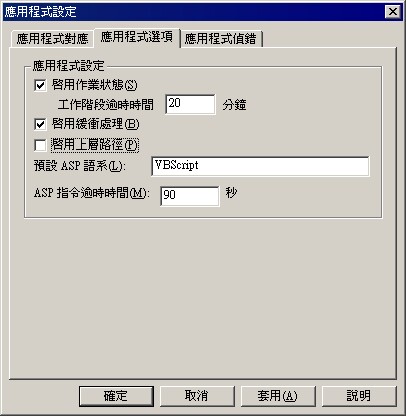 應用程式設定
應用程式對應 應用程式選項 應用程式偵錯
應用程式設定
啟用作業狀態(S)
工作階段逾時時間 20 分鐘
啟用緩衝處理(B)
啟用上層路徑(P)
預設 ASP 語系(L): VBScript
ASP 指令逾時時間(M): 90 秒
確定 取消 套用(A) 說明